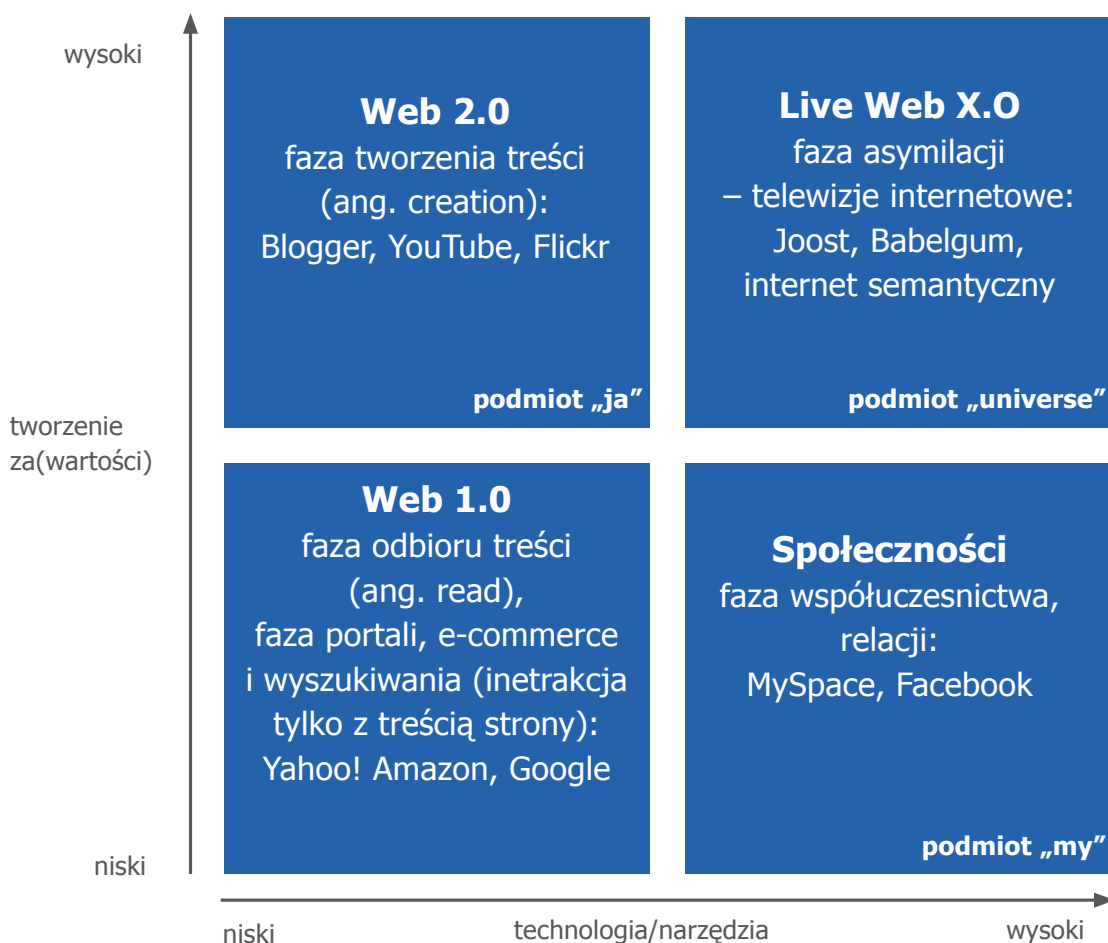 wysoki
Web 2.0
faza tworzenia treści
(ang. creation):
Blogger, YouTube, Flickr
podmiot „ja”
Live Web X.O
faza asymilacji
– telewizje internetowe:
Joost, Babelgum,
internet semantyczny
podmiot „universe”
tworzenie
za(wartości)
Web 1.0
faza odbioru treści
(ang. read),
faza portali, e-commerce
i wyszukiwania (inetrakcja
tylko z treścią strony):
Yahoo! Amazon, Google
Społeczności
faza współuczesnictwa,
relacji:
MySpace, Facebook
podmiot „my”
niski
niski
technologia/narzędzia
wysoki